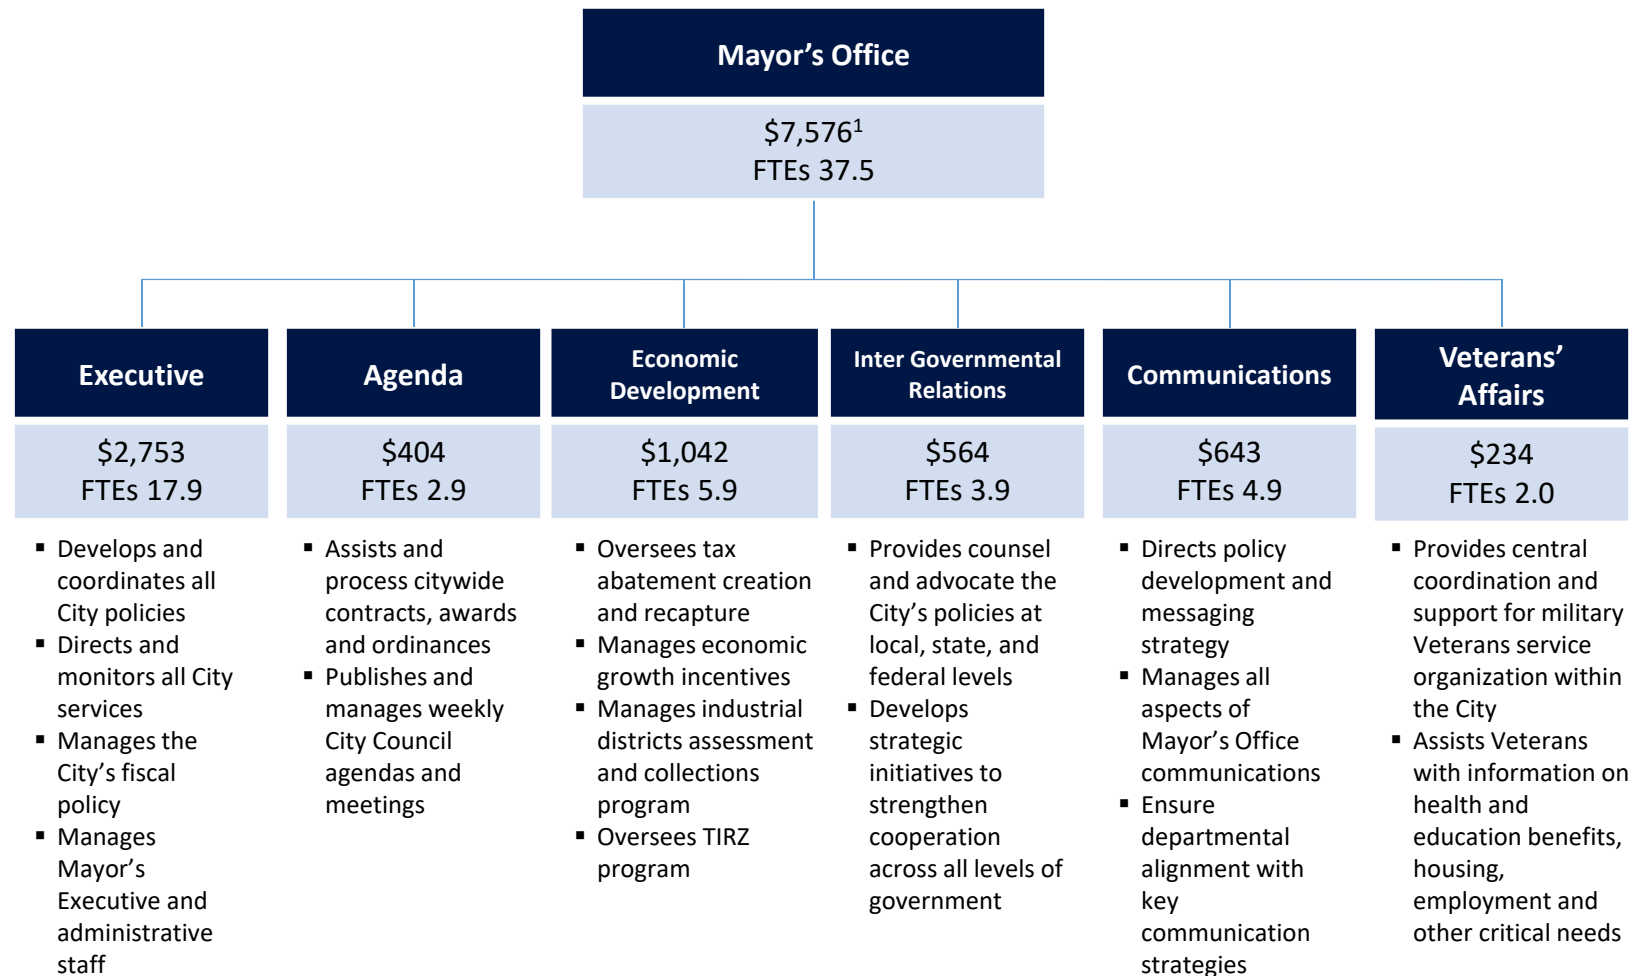 Mayor’s Office
$7,576¹
FTEs 37.5
Executive
$2,753
FTEs 17.9
▪ Develops and
coordinates all
City policies
▪ Directs and
monitors all City
services
▪ Manages the
City’s fiscal
policy
▪ Manages
Mayor’s
Executive and
administrative
staff
Agenda
$404
FTEs 2.9
▪ Assists and
process citywide
contracts, awards
and ordinances
▪ Publishes and
manages weekly
City Council
agendas and
meetings
Economic
Development
$1,042
FTEs 5.9
▪ Oversees tax
abatement creation
and recapture
▪ Manages economic
growth incentives
▪ Manages industrial
districts assessment
and collections
program
▪ Oversees TIRZ
program
Inter Governmental
Relations
$564
FTEs 3.9
▪ Provides counsel
and advocate the
City’s policies at
local, state, and
federal levels
▪ Develops
strategic
initiatives to
strengthen
cooperation
across all levels of
government
Communications
$643
FTEs 4.9
▪ Directs policy
development and
messaging
strategy
▪ Manages all
aspects of
Mayor’s Office
communications
▪ Ensure
departmental
alignment with
key
communication
strategies
Veterans’
Affairs
$234
FTEs 2.0
▪ Provides central
coordination and
support for military
Veterans service
organization within
the City
▪ Assists Veterans
with information on
health and
education benefits,
housing,
employment and
other critical needs